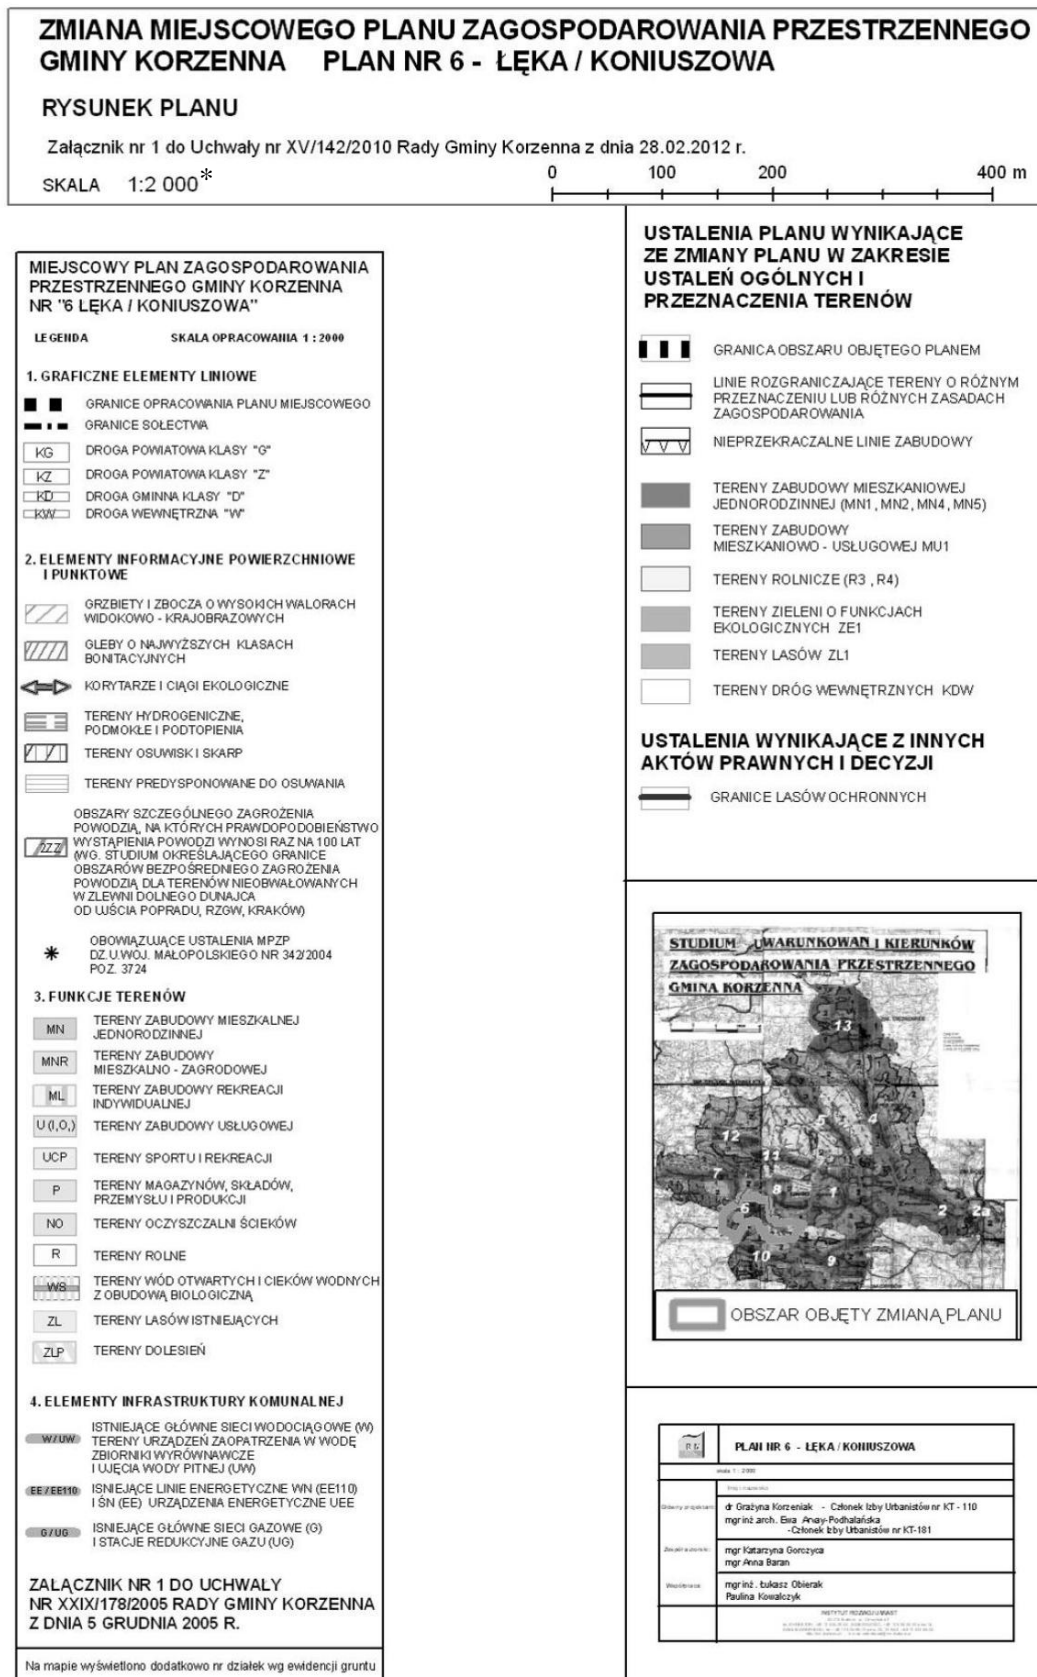 ZMIANA MIEJSCOWEGO PLANU ZAGOSPODAROWANIA PRZESTRZENNEGO
GMINY KORZENNA PLAN NR 6 - ŁĘKA / KONIUSZOWA
RYSUNEK PLANU
Załącznik nr 1 do Uchwały nr XV/142/2010 Rady Gminy Korzenna z dnia 28.02.2012 r.
SKALA 1:2 000*
0 100 200 400 m
MIEJSCOWY PLAN ZAGOSPODAROWANIA
PRZESTRZENNEGO GMINY KORZENNA
NR "6 ŁĘKA / KONIUSZOWA"
LEGENDA SKALA OPRACOWANIA 1 : 2000
1. GRAFICZNE ELEMENTY LINIOWE
GRANICE OPRACOWANIA PLANU MIEJSCOWEGO
GRANICE SOŁECTWA
KG DROGA POWIATOWA KLASY "G"
KZ DROGA POWIATOWA KLASY "Z"
KD DROGA GMINNA KLASY "D"
KW DROGA WEWNĘTRZNA "W"
2. ELEMENTY INFORMACYJNE POWIERZCHNIOWE
I PUNKTOWE
GRZBIETY I ZBOCZA O WYSOKICH WALORACH
WIDOKOWO - KRAJOBRAZOWYCH
GLEBY O NAJWYŻSZYCH KLASACH
BONITACYJNYCH
KORYTARZE I CIĄGI EKOLOGICZNE
TERENY HYDROGENICZNE,
PODMOKŁE I PODTOPIENIA
TERENY OSUWISK I SKARP
TERENY PREDYSPONOWANE DO OSUWANIA
OBSZARY SZCZEGÓLNEGO ZAGROŻENIA
POWODZIĄ, NA KTÓRYCH PRAWDOPODOBIEŃSTWO
ZZ WYSTĄPIENIA POWODZI WYNOSI RAZ NA 100 LAT
(WG. STUDIUM OKREŚLAJĄCEGO GRANICE
OBSZARÓW BEZPOŚREDNIEGO ZAGROŻENIA
POWODZIĄ DLA TERENÓW NIEOBWAŁOWANYCH
W ZLEWNI DOLNEGO DUNAJCA
OD UJŚCIA POPRADU, RZGW, KRAKÓW)
* OBOWIĄZUJĄCE USTALENIA MPZP
DZ.U.WOJ. MAŁOPOLSKIEGO NR 342/2004
POZ. 3724
3. FUNKCJE TERENÓW
MN TERENY ZABUDOWY MIESZKALNEJ
JEDNORODZINNEJ
MNR TERENY ZABUDOWY
MIESZKALNO - ZAGRODOWEJ
ML TERENY ZABUDOWY REKREACJI
INDYWIDUALNEJ
U (I,O,) TERENY ZABUDOWY USŁUGOWEJ
UCP TERENY SPORTU I REKREACJI
P TERENY MAGAZYNÓW, SKŁADÓW,
PRZEMYSŁU I PRODUKCJI
NO TERENY OCZYSZCZALNI ŚCIEKÓW
R TERENY ROLNE
WS TERENY WÓD OTWARTYCH I CIEKÓW WODNYCH
Z OBUDOWĄ BIOLOGICZNĄ
ZL TERENY LASÓW ISTNIEJĄCYCH
ZLP TERENY DOLESIEŃ
4. ELEMENTY INFRASTRUKTURY KOMUNALNEJ
ISTNIEJĄCE GŁÓWNE SIECI WODOCIĄGOWE (W)
W / UW TERENY URZĄDZEŃ ZAOPATRZENIA W WODĘ
ZBIORNIKI WYRÓWNAWCZE
I UJĘCIA WODY PITNEJ (UW)
EE / EE110 ISNIEJĄCE LINIE ENERGETYCZNE WN (EE110)
I ŚN (EE) URZĄDZENIA ENERGETYCZNE UEE
G / UG ISNIEJĄCE GŁÓWNE SIECI GAZOWE (G)
I STACJE REDUKCYJNE GAZU (UG)
ZAŁĄCZNIK NR 1 DO UCHWAŁY
NR XXIX/178/2005 RADY GMINY KORZENNA
Z DNIA 5 GRUDNIA 2005 R.
Na mapie wyświetlono dodatkowo nr działek wg ewidencji gruntu
USTALENIA PLANU WYNIKAJĄCE
ZE ZMIANY PLANU W ZAKRESIE
USTALEŃ OGÓLNYCH I
PRZEZNACZENIA TERENÓW
GRANICA OBSZARU OBJĘTEGO PLANEM
LINIE ROZGRANICZAJĄCE TERENY O RÓŻNYM
PRZEZNACZENIU LUB RÓŻNYCH ZASADACH
ZAGOSPODAROWANIA
NIEPRZEKRACZALNE LINIE ZABUDOWY
TERENY ZABUDOWY MIESZKANIOWEJ
JEDNORODZINNEJ (MN1, MN2, MN4, MN5)
TERENY ZABUDOWY
MIESZKANIOWO - USŁUGOWEJ MU1
TERENY ROLNICZE (R3 , R4)
TERENY ZIELENI O FUNKCJACH
EKOLOGICZNYCH ZE1
TERENY LASÓW ZL1
TERENY DRÓG WEWNĘTRZNYCH KDW
USTALENIA WYNIKAJĄCE Z INNYCH
AKTÓW PRAWNYCH I DECYZJI
GRANICE LASÓW OCHRONNYCH
STUDIUM UWARUNKOWAN I KIERUNKÓW
ZAGOSPODAROWANIA PRZESTRZENNEGO
GMINA KORZENNA
13
5 4
12
11
7
8 1
6
2 2a
10 9
OBSZAR OBJĘTY ZMIANĄ PLANU
PLAN NR 6 - ŁĘKA / KONIUSZOWA
skala 1 : 2000
Główny projektant: dr Grażyna Korzeniak - Członek Izby Urbanistów nr KT - 110
mgr inż arch. Ewa Arvay-Podhalańska
-Członek Izby Urbanistów nr KT-181
mgr Katarzyna Gorczyca
mgr Anna Baran
mgr inż. Łukasz Obierak
Paulina Kowalczyk
INSTYTUT ROZWOJU MIAST